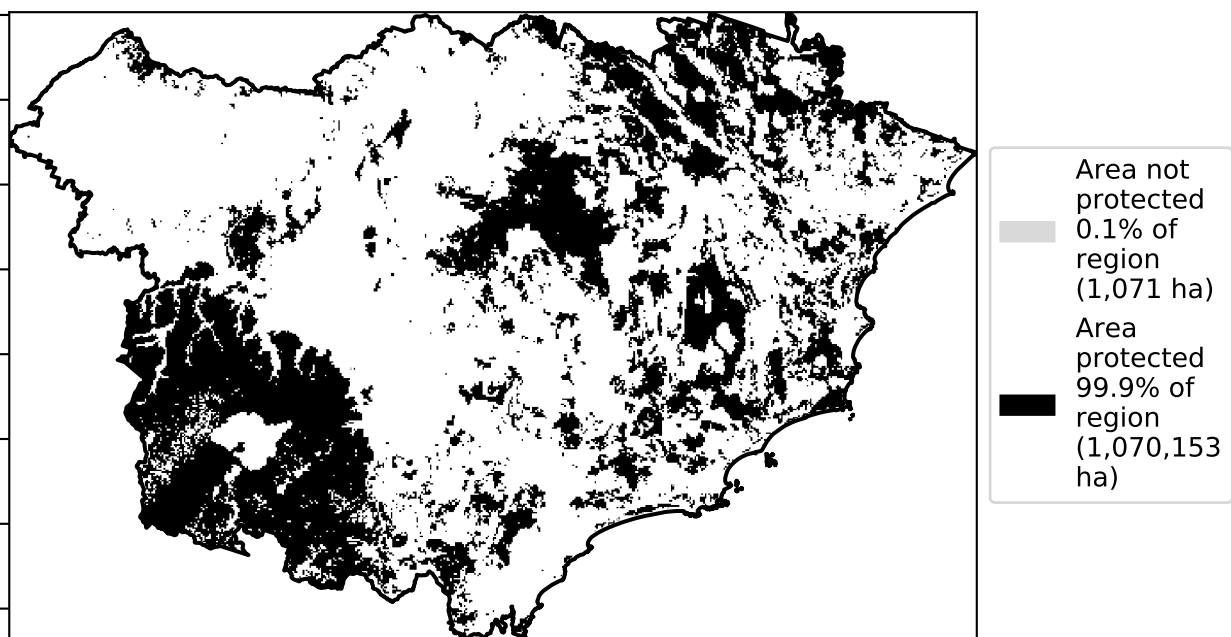 Area not
protected
0.1% of
region
(1,071 ha)
Area
protected
99.9% of
region
(1,070,153
ha)